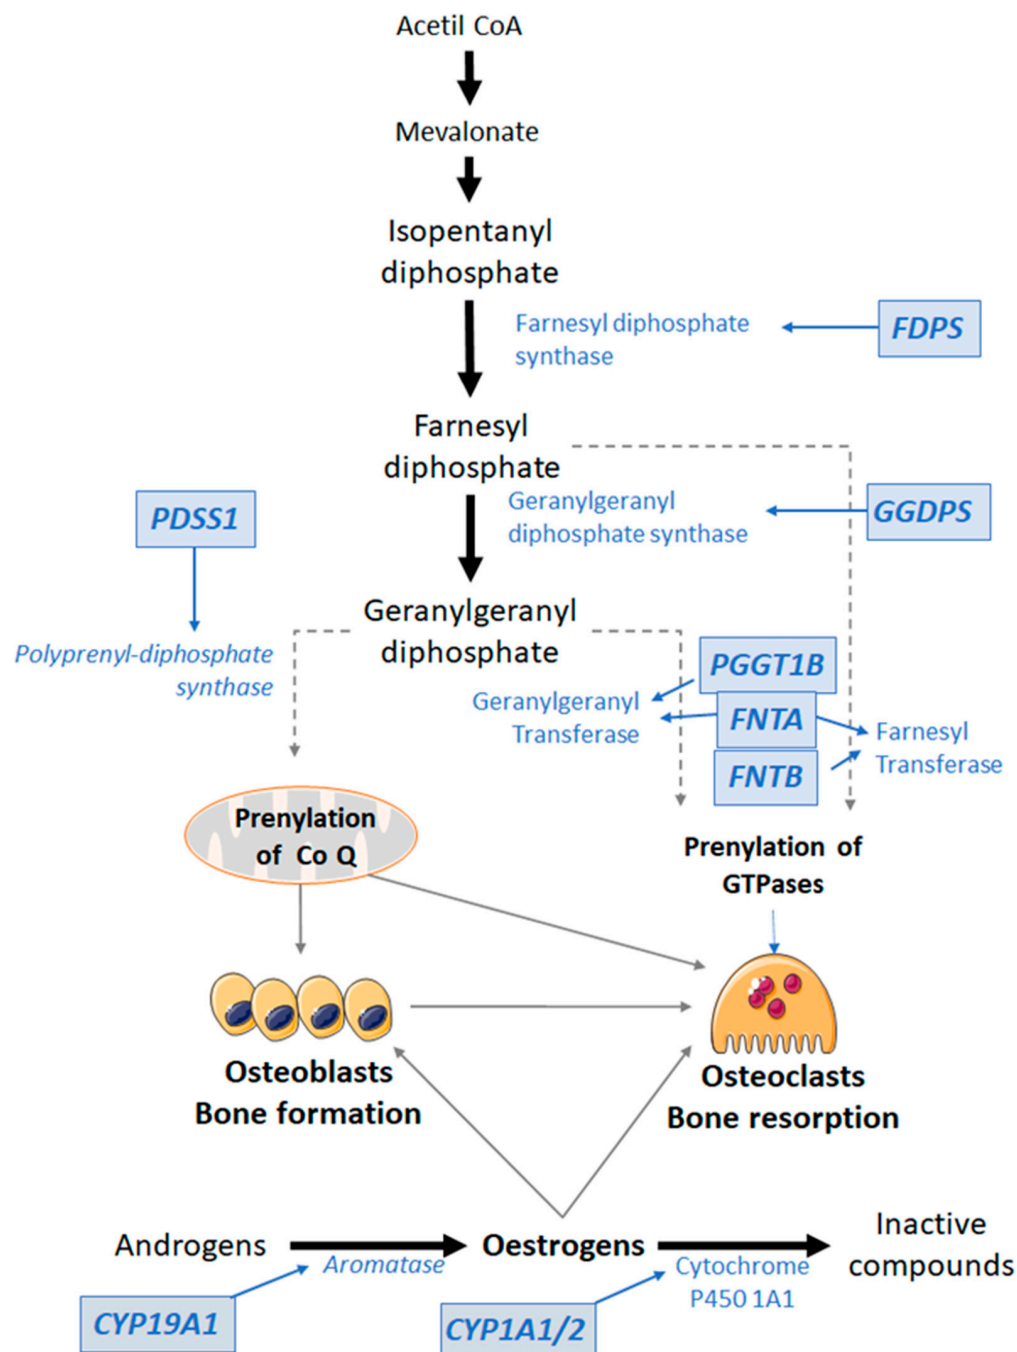 Acetil CoA
Mevalonate
Isopentanyl
diphosphate
Farnesyl diphosphate
synthase
FDPS
Farnesyl
diphosphate
Geranylgeranyl
diphosphate synthase
GGDPS
PDSS1
Polyprenyl-diphosphate
synthase
Geranylgeranyl
diphosphate
PGGT1B
Geranylgeranyl
Transferase
FNTA
FNTB
Farnesyl
Transferase
Prenylation
of Co Q
Prenylation of
GTPases
Osteoblasts
Bone formation
Osteoclasts
Bone resorption
Androgens
Aromatase
Oestrogens
Cytochrome
P450 1A1
Inactive
compounds
CYP19A1
CYP1A1/2